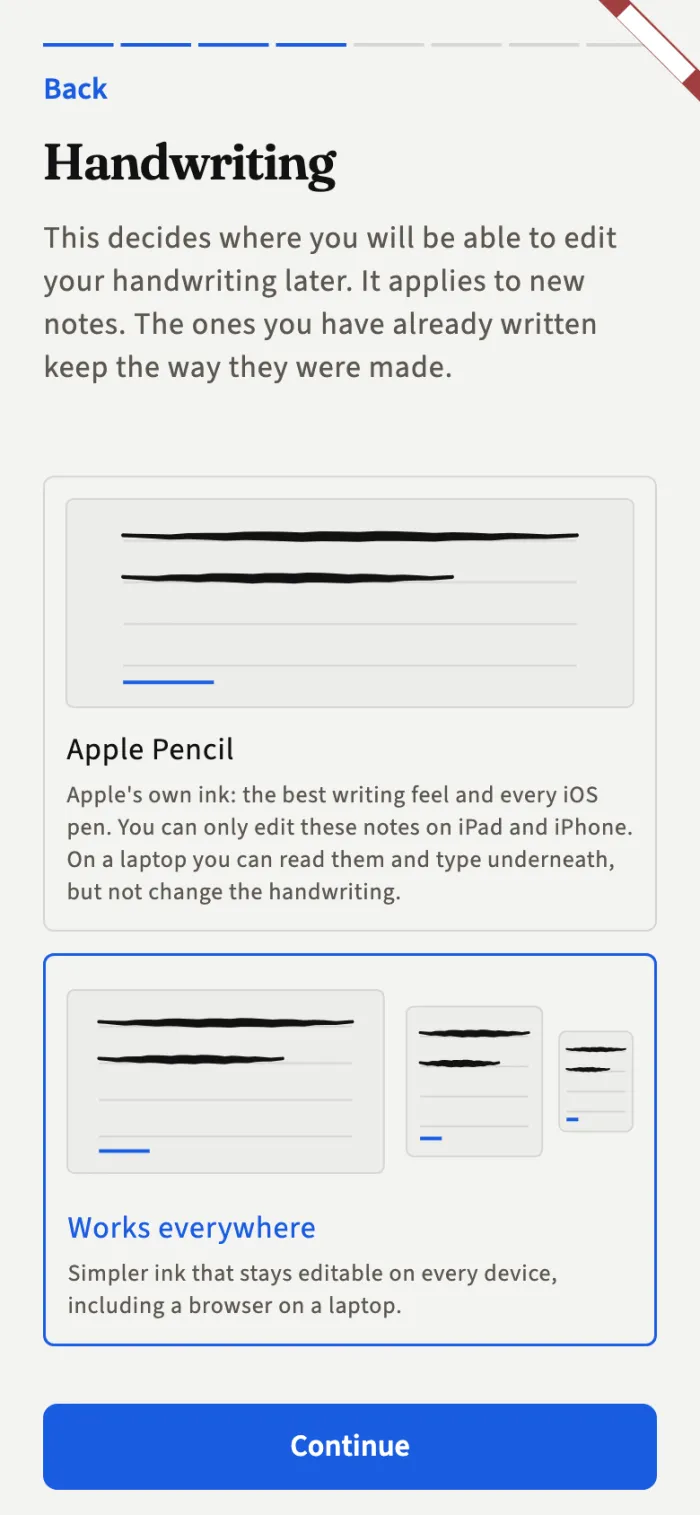 Back
Handwriting
This decides where you will be able to edit
your handwriting later. It applies to new
notes. The ones you have already written
keep the way they were made.
Apple Pencil
Apple's own ink: the best writing feel and every iOS
pen. You can only edit these notes on iPad and iPhone.
On a laptop you can read them and type underneath,
but not change the handwriting.
Works everywhere
Simpler ink that stays editable on every device,
including a browser on a laptop.
Continue